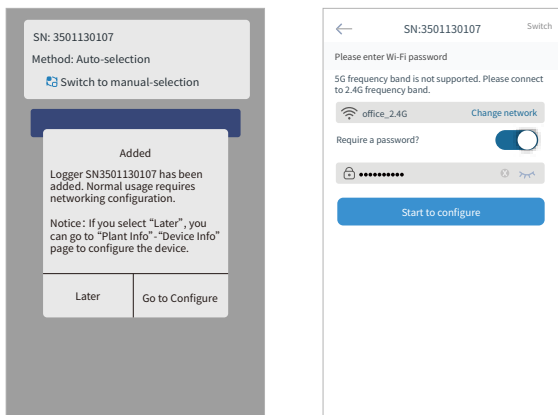 SN: 3501130107
Method: Auto-selection
Switch to manual-selection
Added
Logger SN3501130107 has been
added. Normal usage requires
networking configuration.
Notice: If you select “Later”, you
can go to “Plant Info”-“Device Info”
page to configure the device.
Later
Go to Configure
SN:3501130107
Switch
Please enter Wi-Fi password
5G frequency band is not supported. Please connect
to 2.4G frequency band.
office_2.4G
Change network
Require a password?
••••••••••
Start to configure